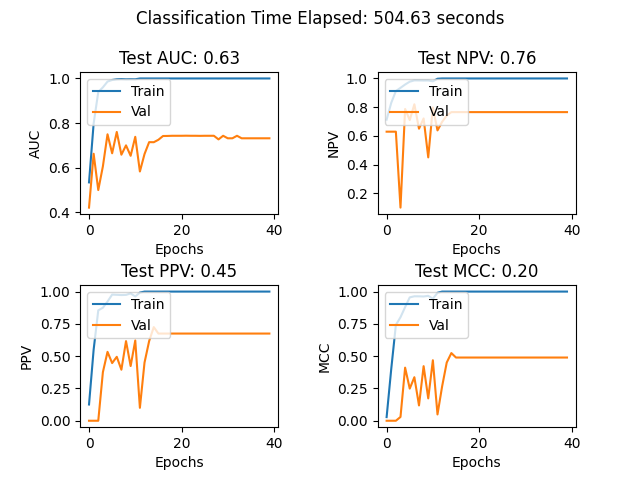 Classification Time Elapsed: 504.63 seconds
Test AUC: 0.63
1.0
0.8
0.6
0.4
AUC
Train
Val
0
20
40
Epochs
Test NPV: 0.76
1.0
0.8
0.6
0.4
0.2
NPV
Train
Val
0
20
40
Epochs
Test PPV: 0.45
1.00
0.75
0.50
0.25
0.00
PPV
Train
Val
0
20
40
Epochs
Test MCC: 0.20
1.00
0.75
0.50
0.25
0.00
MCC
Train
Val
0
20
40
Epochs